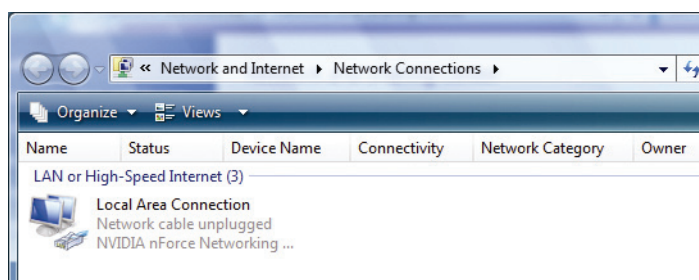 « Network and Internet Network Connections
Organize Views
Name Status Device Name Connectivity Network Category Owner
LAN or High-Speed Internet (3)
Local Area Connection
Network cable unplugged
NVIDIA nForce Networking ...